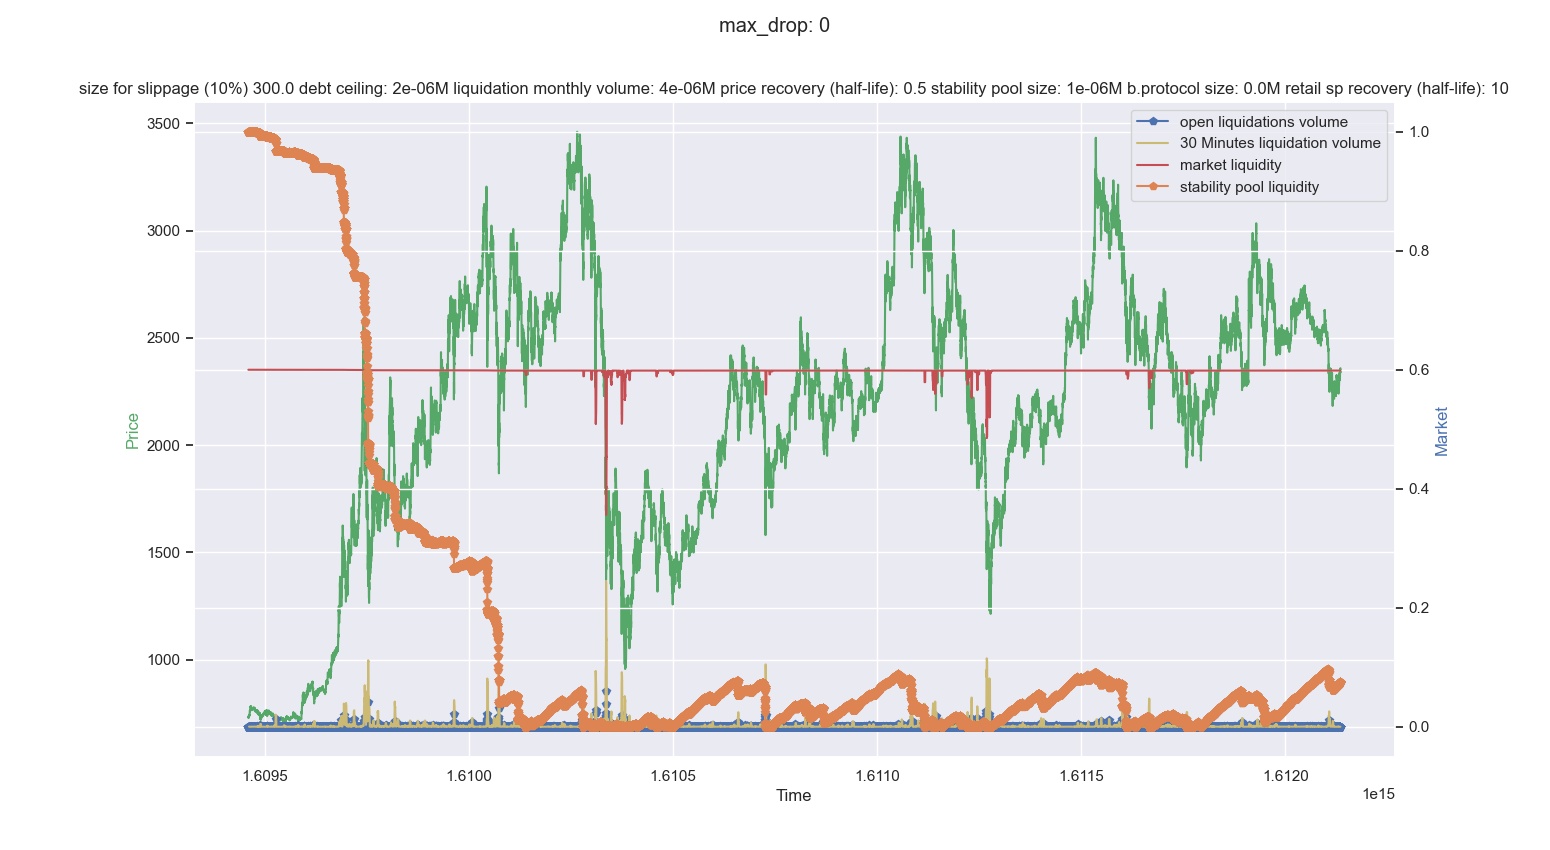 max_drop: 0
size for slippage (10%) 300.0 debt ceiling: 2e-06M liquidation monthly volume: 4e-06M price recovery (half-life): 0.5 stability pool size: 1e-06M b.protocol size: 0.0M retail sp recovery (half-life): 10
open liquidations volume
30 Minutes liquidation volume
market liquidity
stability pool liquidity
3500
3000
2500
2000
1500
1000
Price
1.0
0.8
0.6
0.4
0.2
0.0
Market
1.6095
1.6100
1.6105
1.6110
1.6115
1.6120
Time
1e15